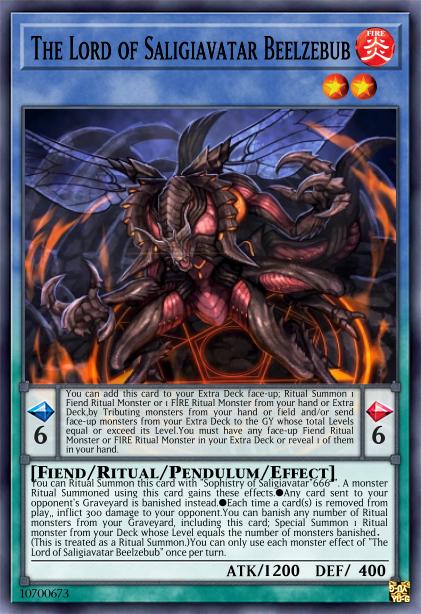 The Lord of Saligiavatar Beelzebub
FIRE
炎
You can add this card to your Extra Deck face-up; Ritual Summon 1
Fiend Ritual Monster or 1 FIRE Ritual Monster from your hand or Extra
Deck,by Tributing monsters from your hand or field and/or send
face-up monsters from your Extra Deck to the GY whose total Levels
equal or exceed its Level.You must have any face-up Fiend Ritual
Monster or FIRE Ritual Monster in your Extra Deck or reveal 1 of them
in your hand.
6
6
[Fiend/Ritual/Pendulum/Effect]
You can Ritual Summon this card with "Sophistry of Saligiavatar"666"". A monster
Ritual Summoned using this card gains these effects.●Any card sent to your
opponent's Graveyard is banished instead.●Each time a card(s) is removed from
play,, inflict 300 damage to your opponent.You can banish any number of Ritual
monsters from your Graveyard, including this card; Special Summon 1 Ritual
monster from your Deck whose Level equals the number of monsters banished.
(This is treated as a Ritual Summon.)You can only use each monster effect of "The
Lord of Saligiavatar Beelzebub" once per turn.
ATK/1200 DEF/ 400
10700673